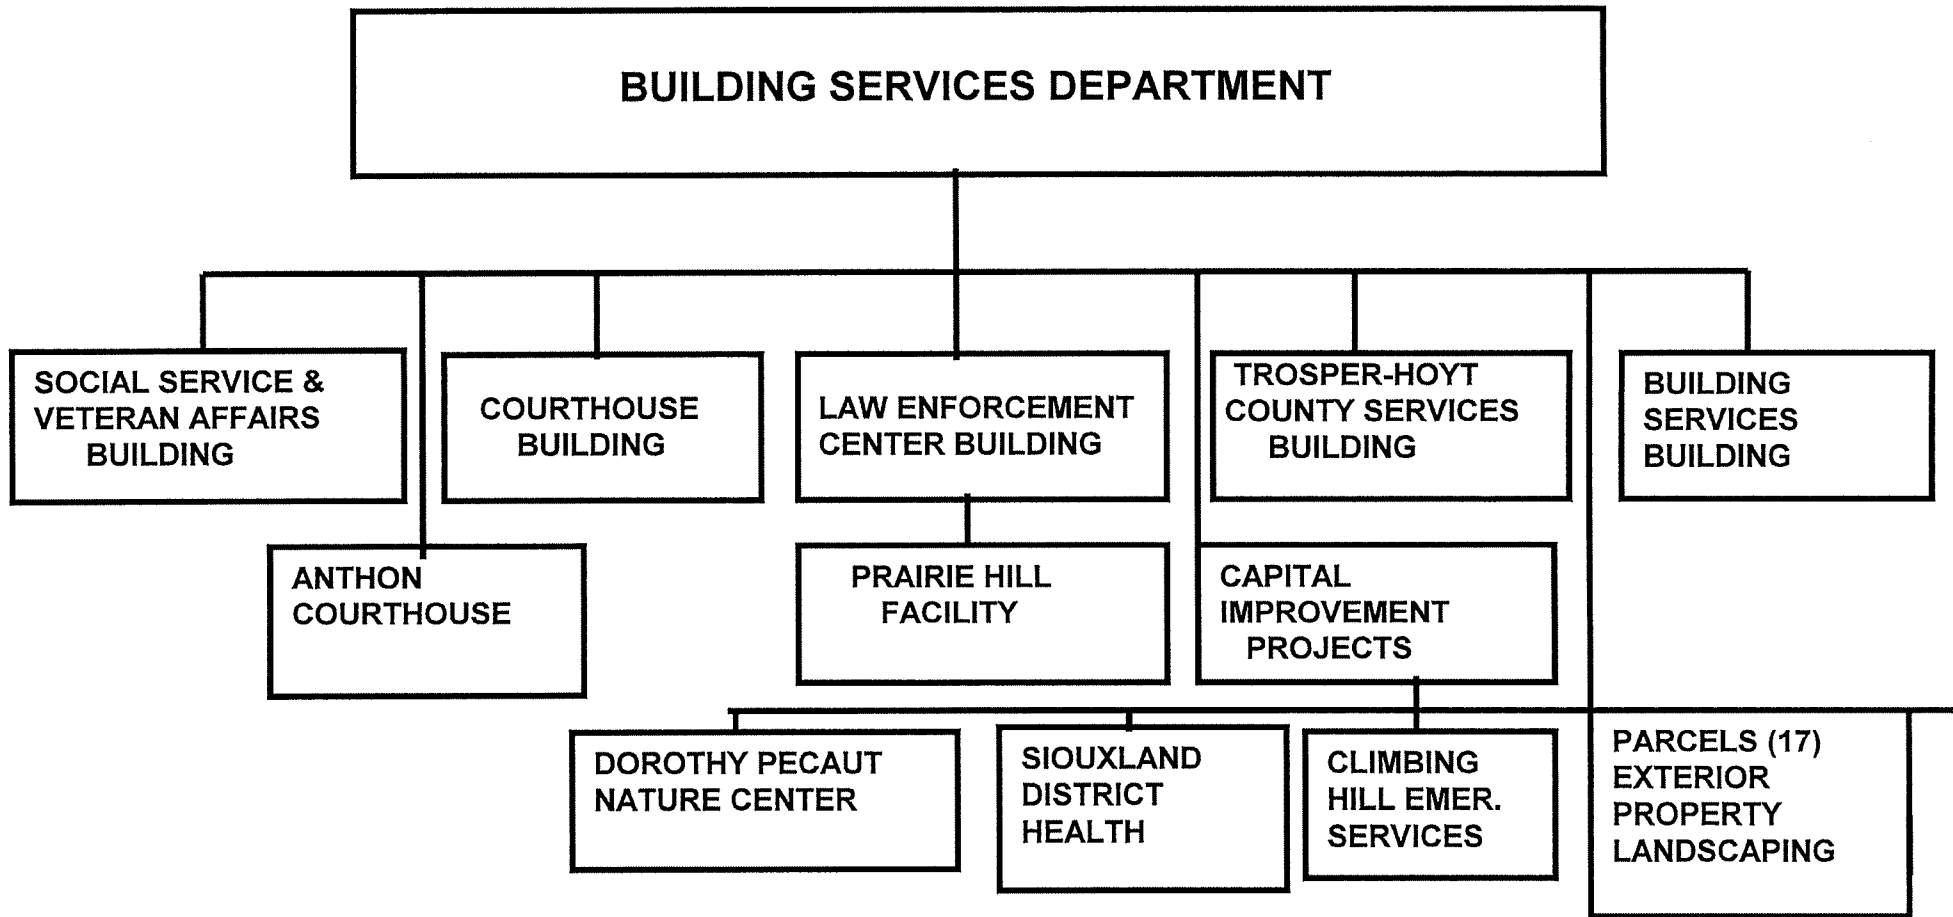 BUILDING SERVICES DEPARTMENT
SOCIAL SERVICE &
VETERAN AFFAIRS
BUILDING
COURTHOUSE
BUILDING
LAW ENFORCEMENT
CENTER BUILDING
TROSPER-HOYT
COUNTY SERVICES
BUILDING
BUILDING
SERVICES
BUILDING
ANTHON
COURTHOUSE
PRAIRIE HILL
FACILITY
CAPITAL
IMPROVEMENT
PROJECTS
DOROTHY PECAUT
NATURE CENTER
SIOUXLAND
DISTRICT
HEALTH
CLIMBING
HILL EMER.
SERVICES
PARCELS (17)
EXTERIOR
PROPERTY
LANDSCAPING